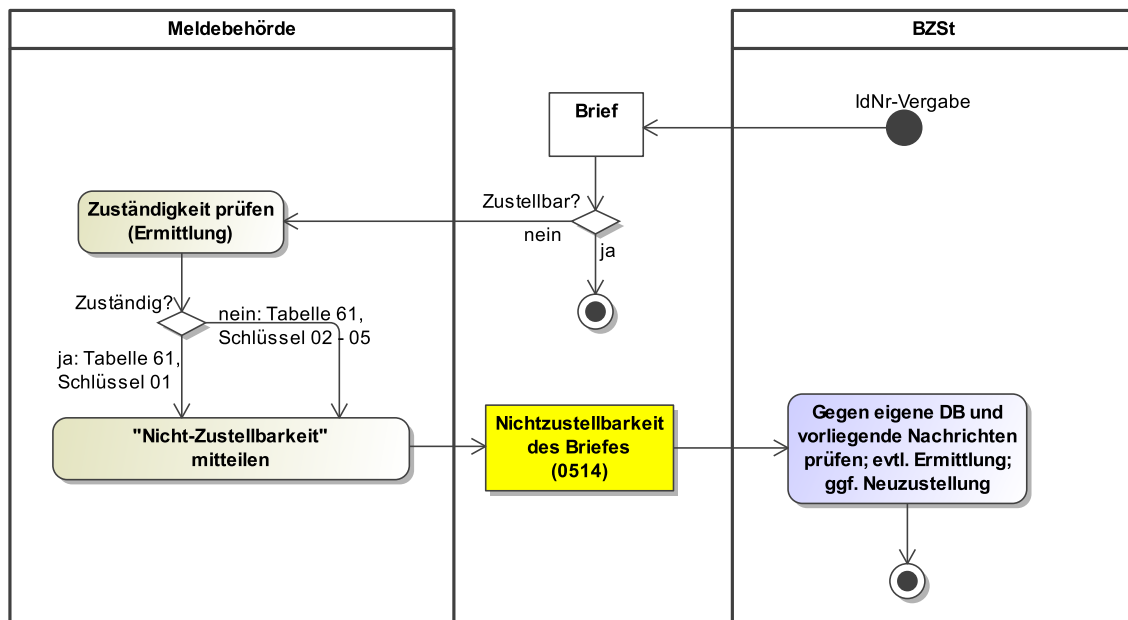 Meldebehörde
BZSt
IdNr-Vergabe
Brief
Zustellbar?
nein
ja
Zuständigkeit prüfen
(Ermittlung)
Zuständig?
nein: Tabelle 61,
Schlüssel 02 - 05
ja: Tabelle 61,
Schlüssel 01
"Nicht-Zustellbarkeit"
mitteilen
Nichtzustellbarkeit
des Briefes
(0514)
Gegen eigene DB und
vorliegende Nachrichten
prüfen; evtl. Ermittlung;
ggf. Neuzustellung